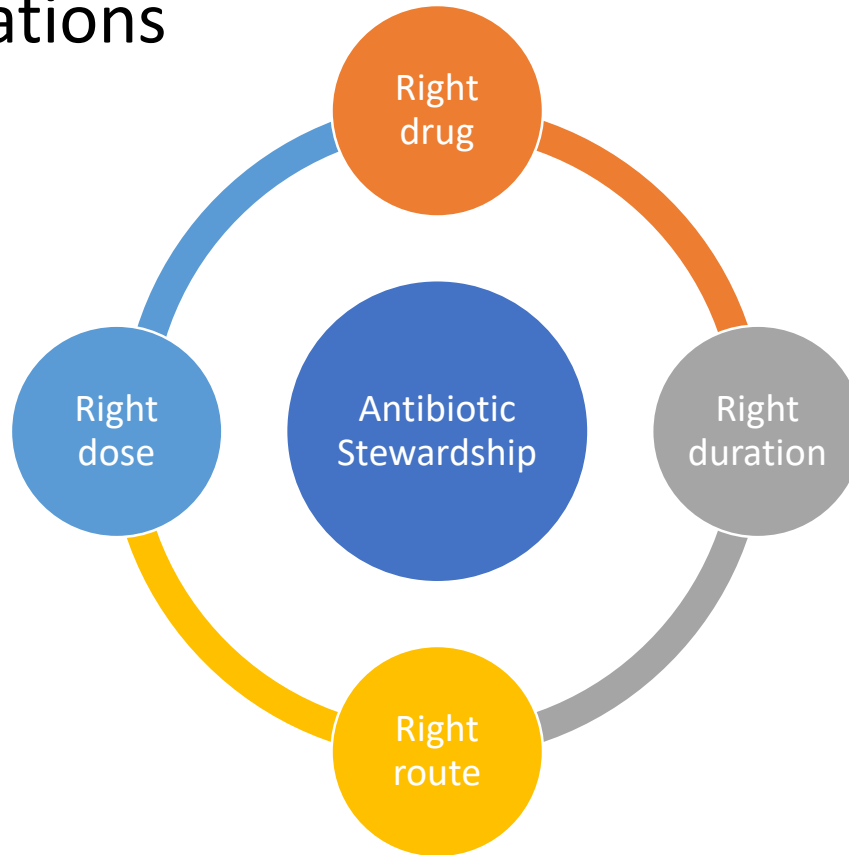 ations
Right
drug
Right
dose
Antibiotic
Stewardship
Right
duration
Right
route